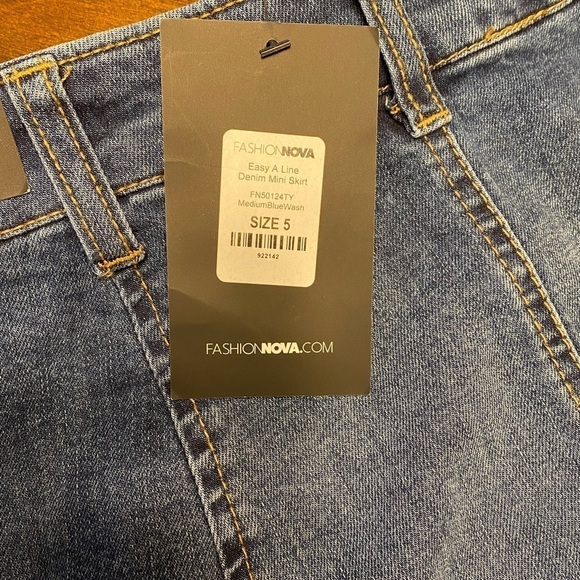 FASHIONNOVA
Easy A Line
Denim Mini Skirt
FN50124TY
MediumBlueWash
SIZE 5
922142
FASHIONNOVA.COM